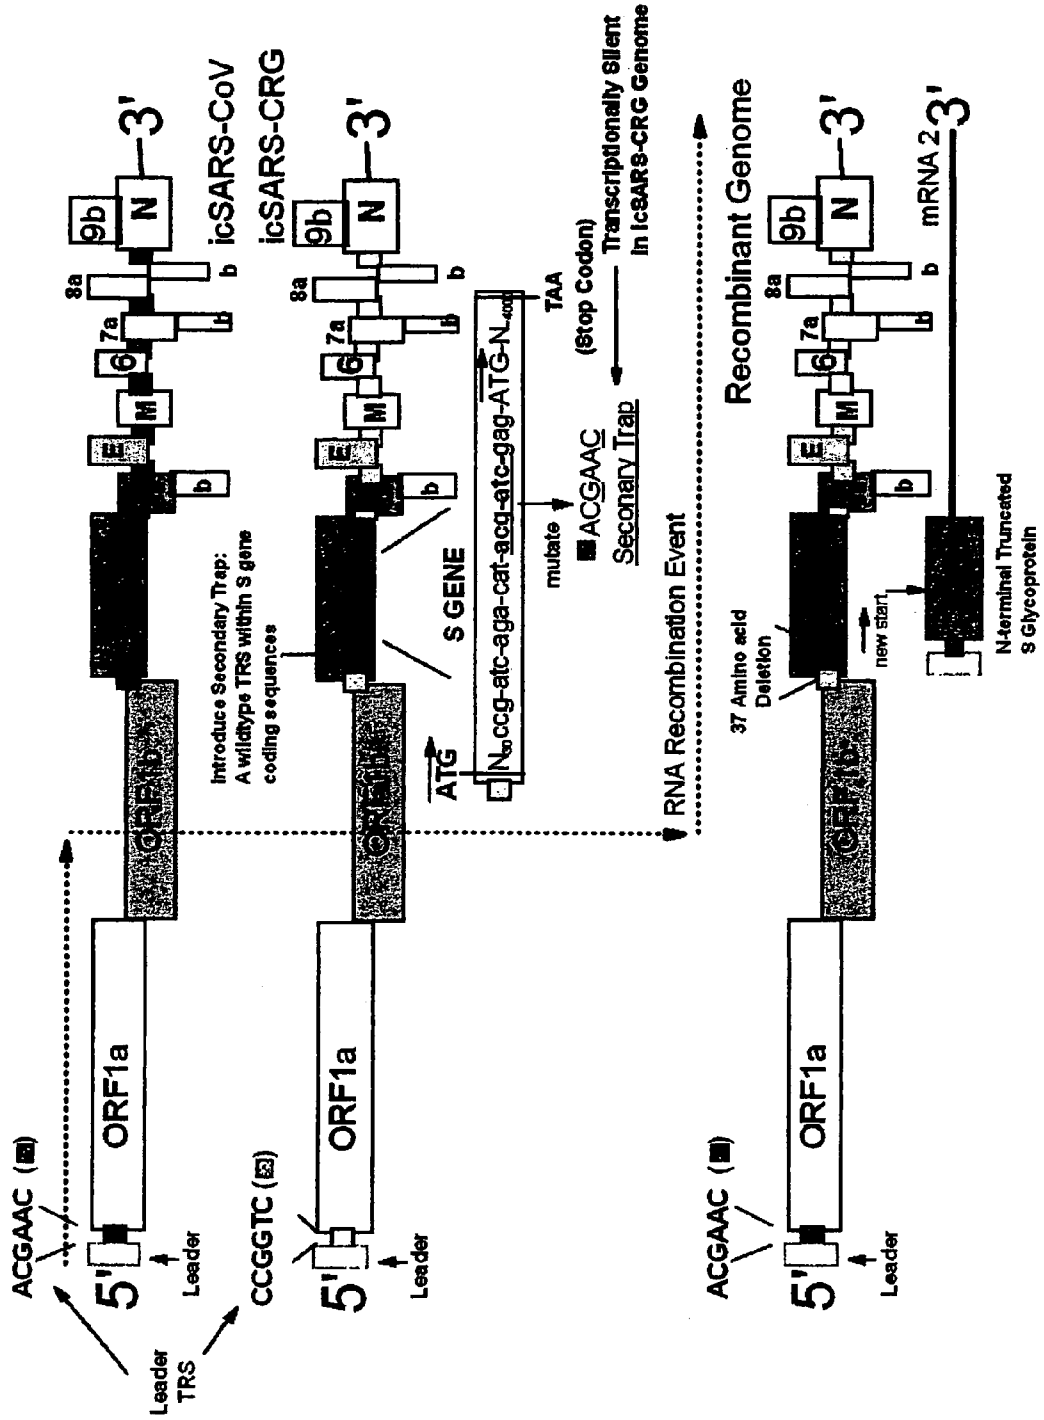 Leader
TRS
ACGAAC
5'
Leader
ORF1a
ORF1b
b
E
M
6
7a
b
8a
b
9b
N
3'
icSARS-CoV
icSARS-CRG
CCGGTC
5'
Leader
ORF1a
Introduce Secondary Trap:
A wildtype TRS within S gene
coding sequences
b
E
M
6
7a
b
8a
b
9b
N
3'
S GENE
ATG
ccg-atc-aga-cat-acg-atc-gag-ATG-N4000
TAA
(Stop Codon)
mutate
ACGAAC
Seconary Trap
Transcriptionally Silent
In icSARS-CRG Genome
RNA Recombination Event
Recombinant Genome
ACGAAC
5'
Leader
ORF1a
ORF1b
37 Amino acid
Deletion
new start
b
E
M
6
7a
b
8a
b
9b
N
3'
mRNA 2
3'
N-terminal Truncated
S Glycoprotein